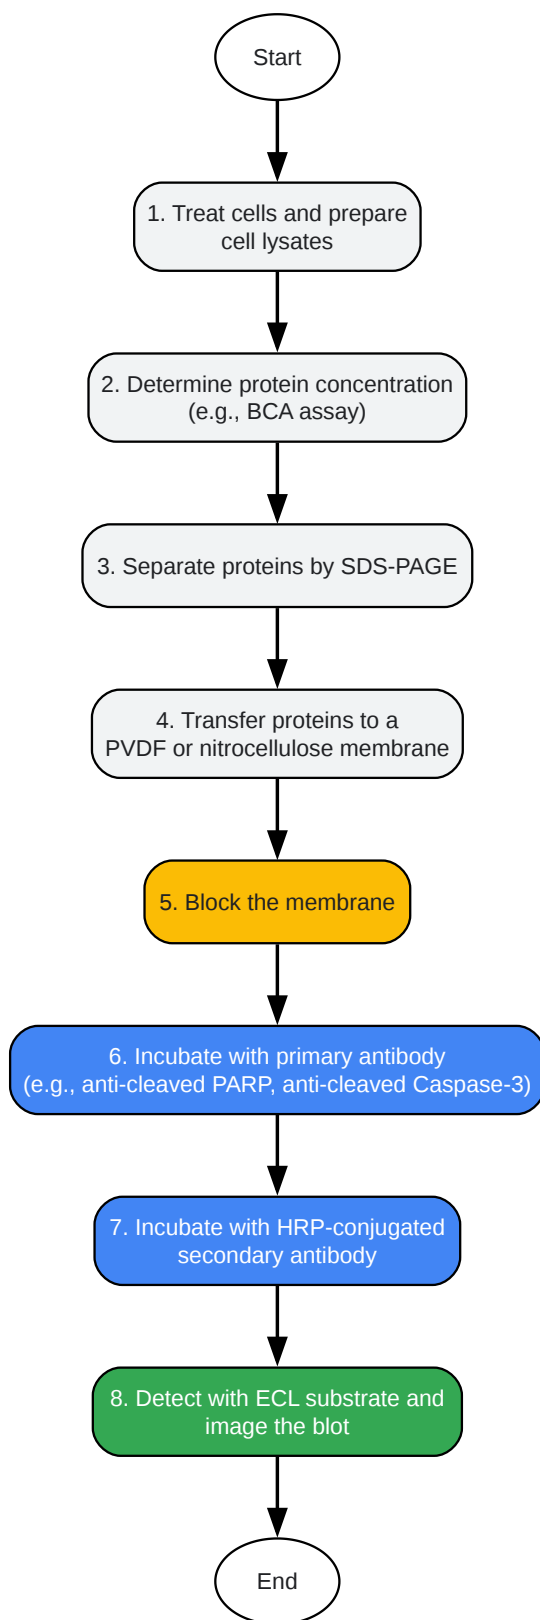 Start
1. Treat cells and prepare
cell lysates
2. Determine protein concentration
(e.g., BCA assay)
3. Separate proteins by SDS-PAGE
4. Transfer proteins to a
PVDF or nitrocellulose membrane
5. Block the membrane
6. Incubate with primary antibody
(e.g., anti-cleaved PARP, anti-cleaved Caspase-3)
7. Incubate with HRP-conjugated
secondary antibody
8. Detect with ECL substrate and
image the blot
End